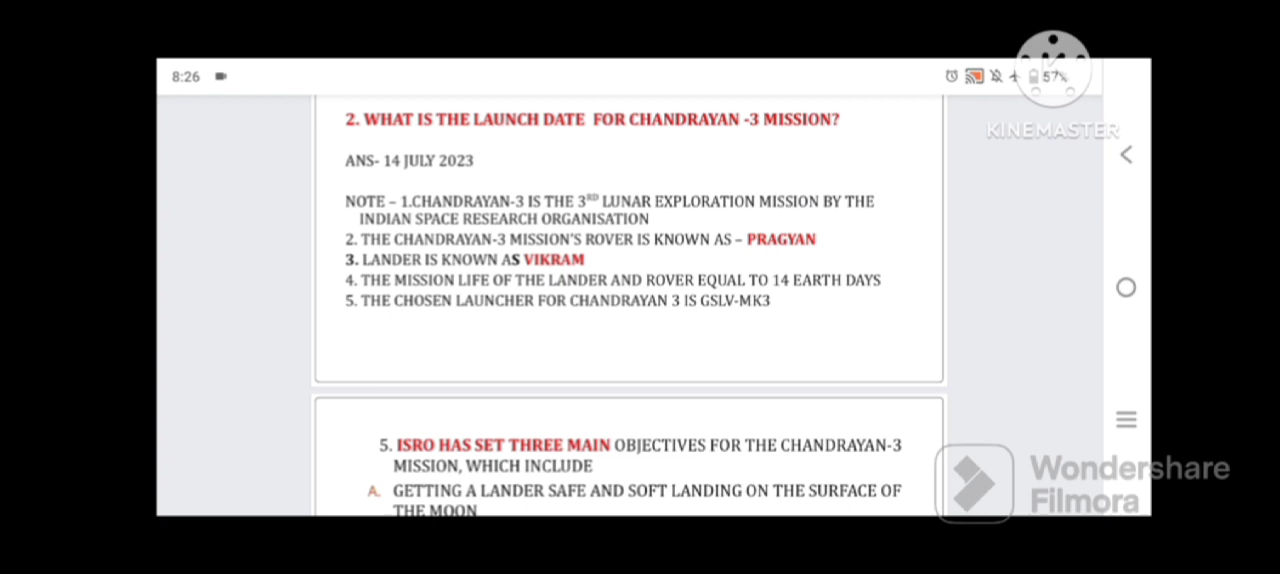 8:26
57%
KINEMASTER
2. WHAT IS THE LAUNCH DATE FOR CHANDRAYAN -3 MISSION?
ANS- 14 JULY 2023
NOTE – 1.CHANDRAYAN-3 IS THE 3RD LUNAR EXPLORATION MISSION BY THE
INDIAN SPACE RESEARCH ORGANISATION
2. THE CHANDRAYAN-3 MISSION'S ROVER IS KNOWN AS – PRAGYAN
3. LANDER IS KNOWN AS VIKRAM
4. THE MISSION LIFE OF THE LANDER AND ROVER EQUAL TO 14 EARTH DAYS
5. THE CHOSEN LAUNCHER FOR CHANDRAYAN 3 IS GSLV-MK3
5. ISRO HAS SET THREE MAIN OBJECTIVES FOR THE CHANDRAYAN-3
MISSION, WHICH INCLUDE
A. GETTING A LANDER SAFE AND SOFT LANDING ON THE SURFACE OF
THE MOON
Wondershare
Filmora